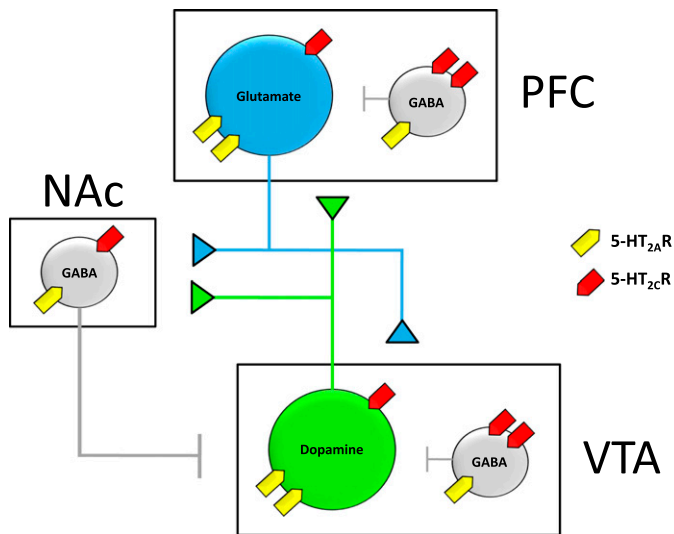 Glutamate
GABA
PFC
NAc
GABA
5-HT2AR
5-HT2CR
Dopamine
GABA
VTA